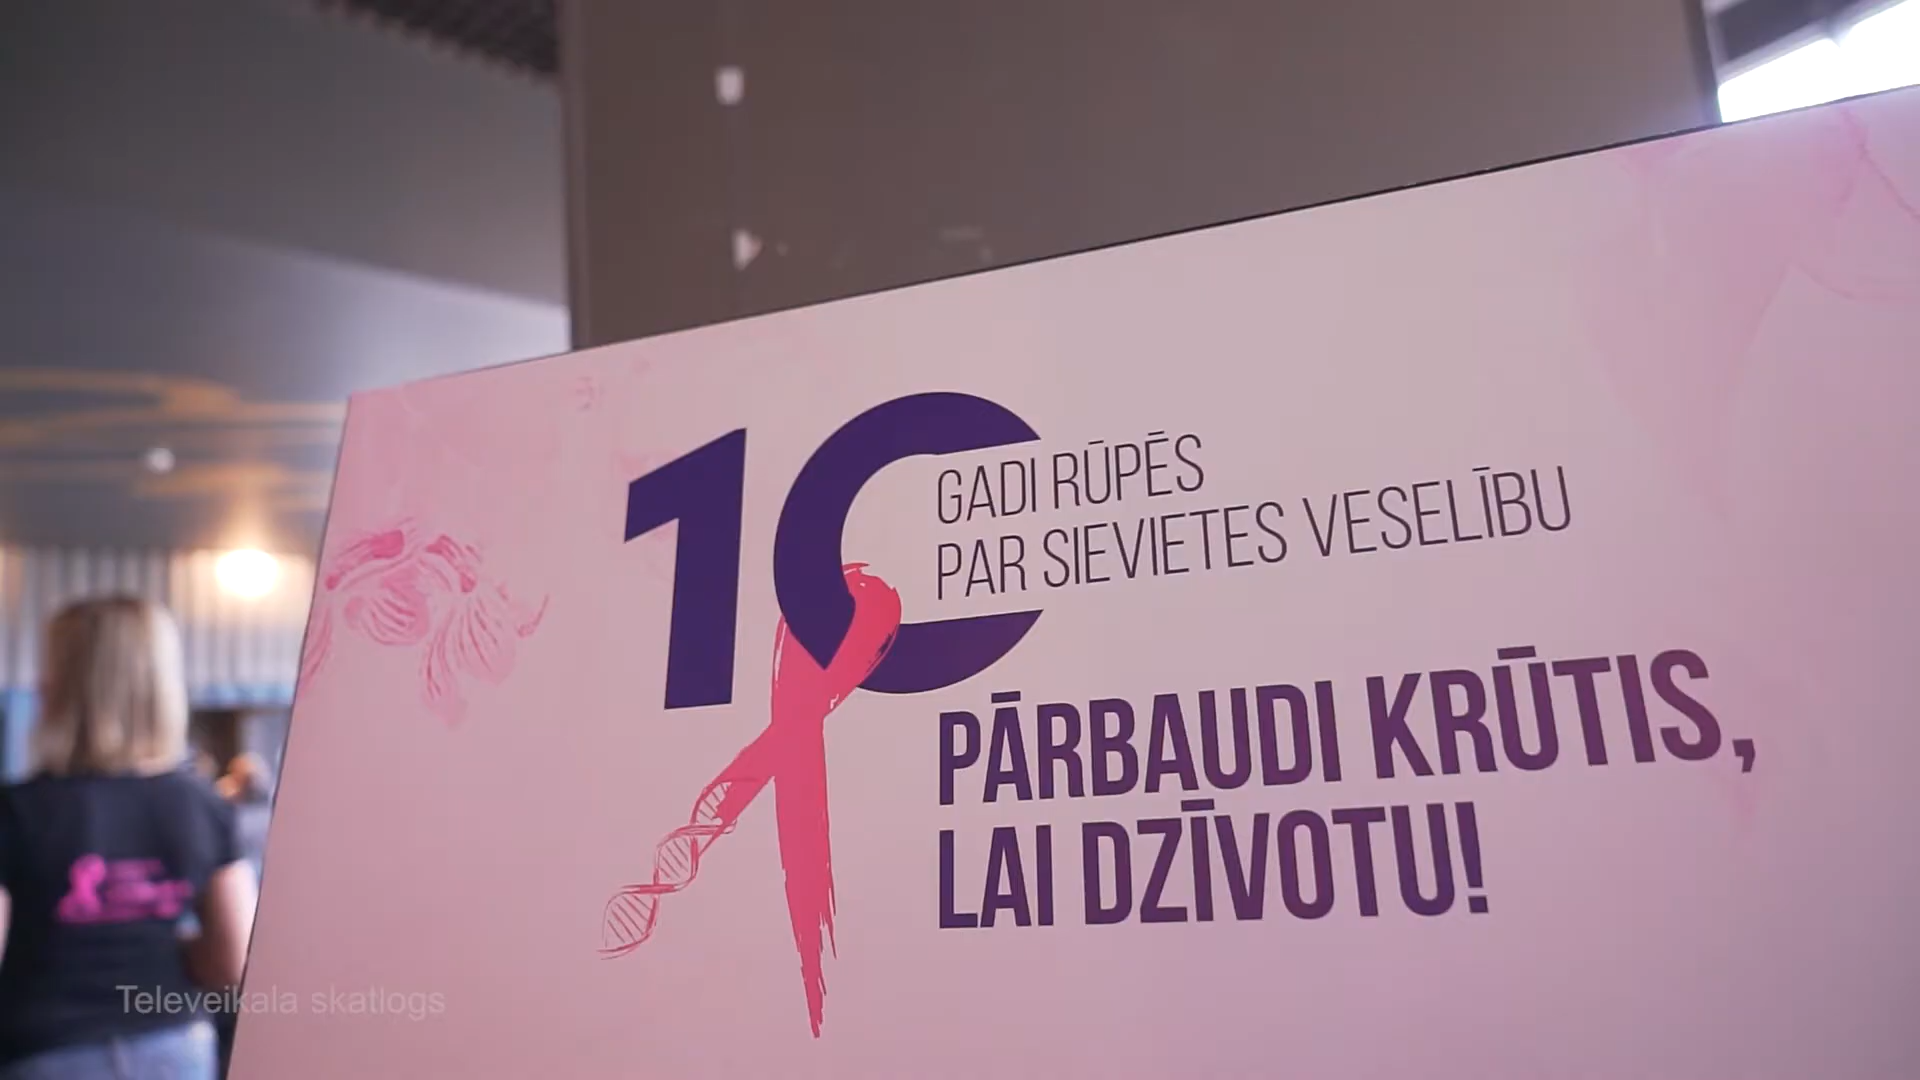 10
GADI RŪPĒS
PAR SIEVIETES VESELĪBU
PĀRBAUDI KRŪTIS,
LAI DZĪVOTU!
Televeikala skatlogs